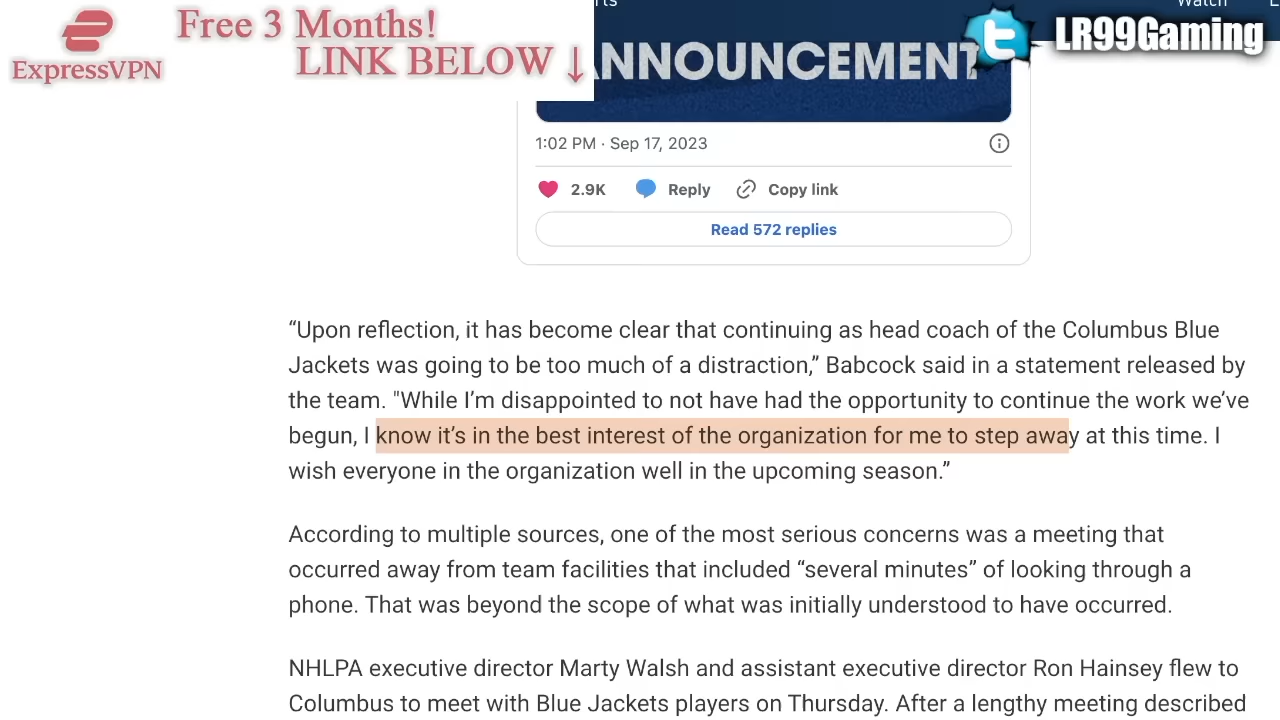 Free 3 Months!
LINK BELOW ↓
ExpressVPN
Watch
LR99Gaming
ANNOUNCEMENT
1:02 PM · Sep 17, 2023
2.9K Reply Copy link
Read 572 replies
“Upon reflection, it has become clear that continuing as head coach of the Columbus Blue
Jackets was going to be too much of a distraction,” Babcock said in a statement released by
the team. "While I’m disappointed to not have had the opportunity to continue the work we’ve
begun, I know it’s in the best interest of the organization for me to step away at this time. I
wish everyone in the organization well in the upcoming season.”
According to multiple sources, one of the most serious concerns was a meeting that
occurred away from team facilities that included “several minutes” of looking through a
phone. That was beyond the scope of what was initially understood to have occurred.
NHLPA executive director Marty Walsh and assistant executive director Ron Hainsey flew to
Columbus to meet with Blue Jackets players on Thursday. After a lengthy meeting described